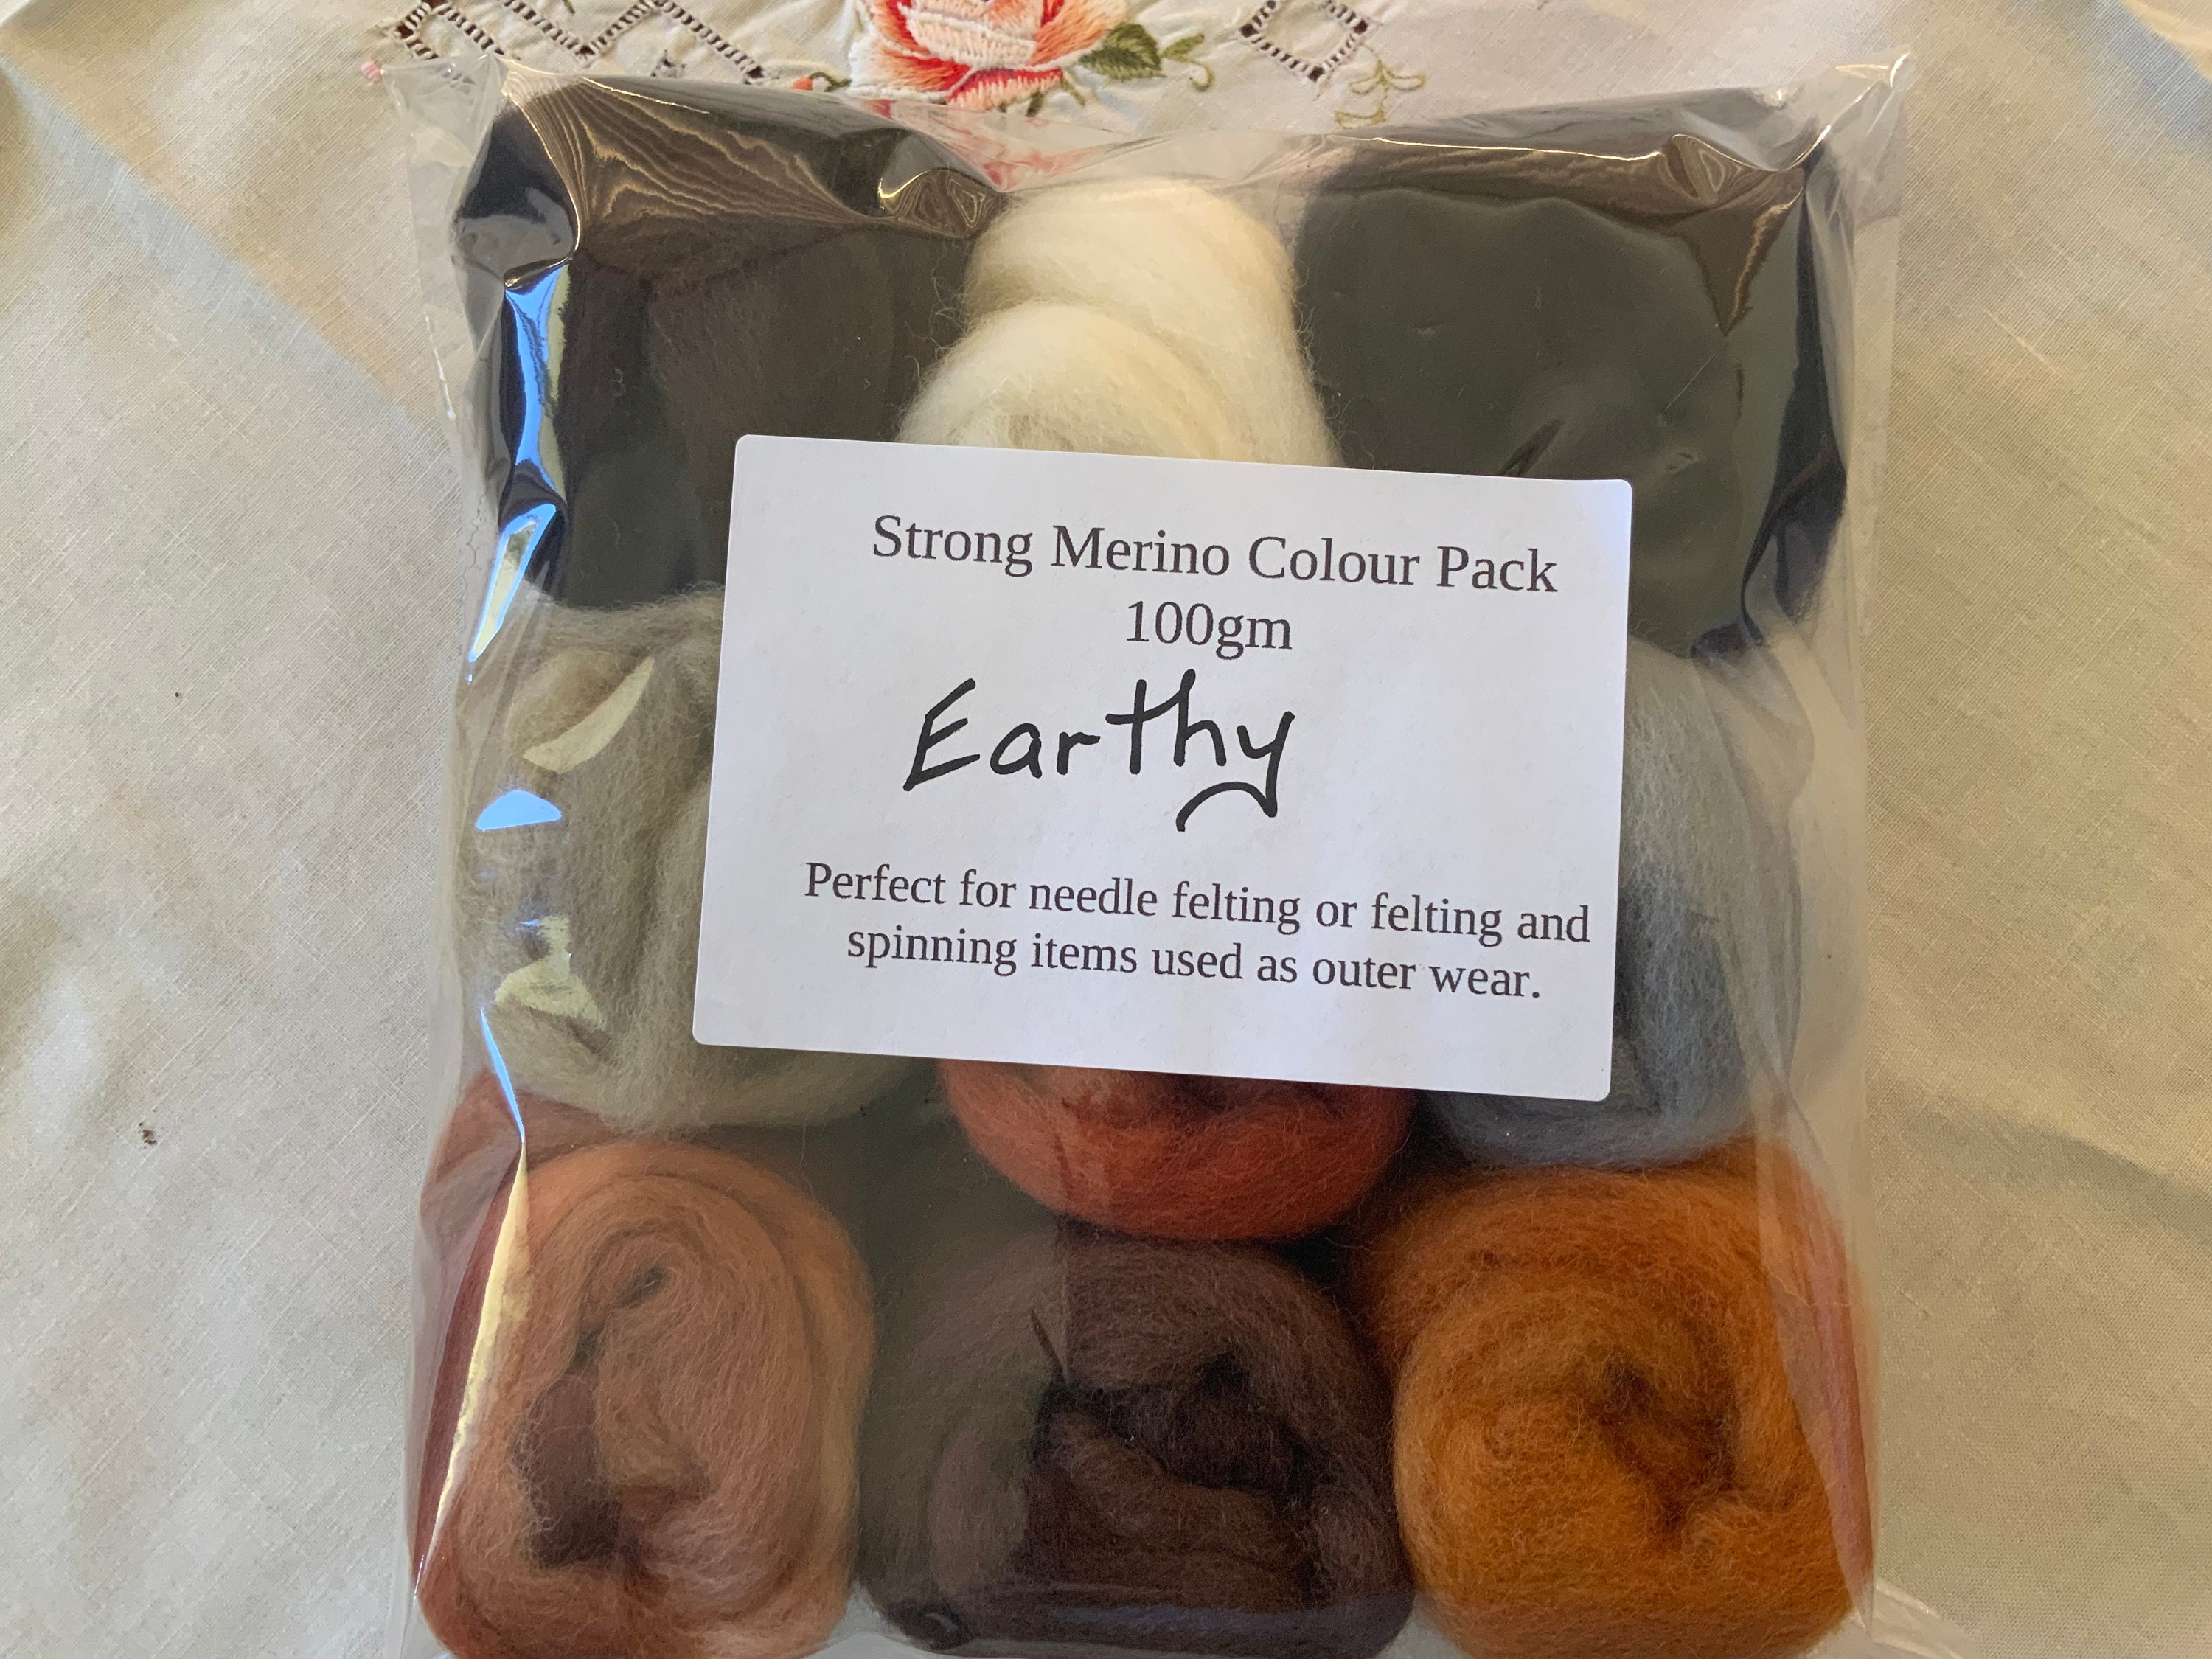 Strong Merino Colour Pack
100gm
Earthy
Perfect for needle felting or felting and
spinning items used as outer wear.